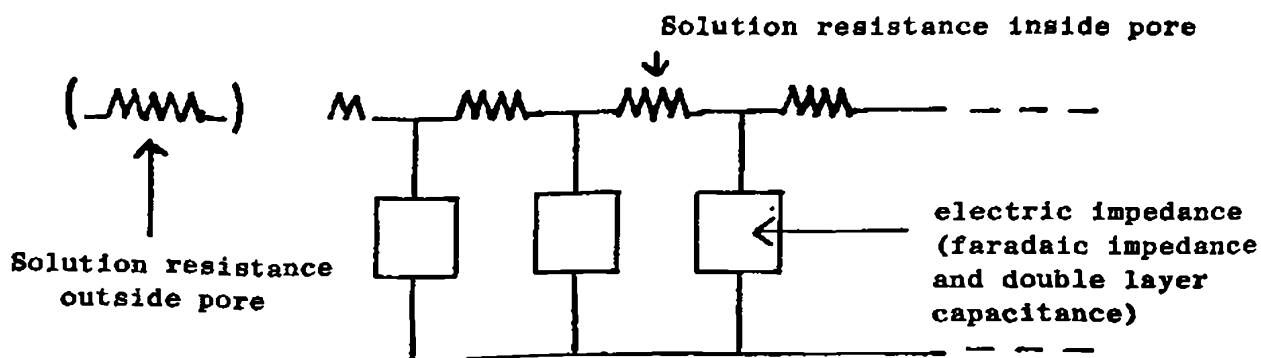 Solution resistance inside pore
Solution resistance
outside pore
electric impedance
(faradaic impedance
and double layer
capacitance)